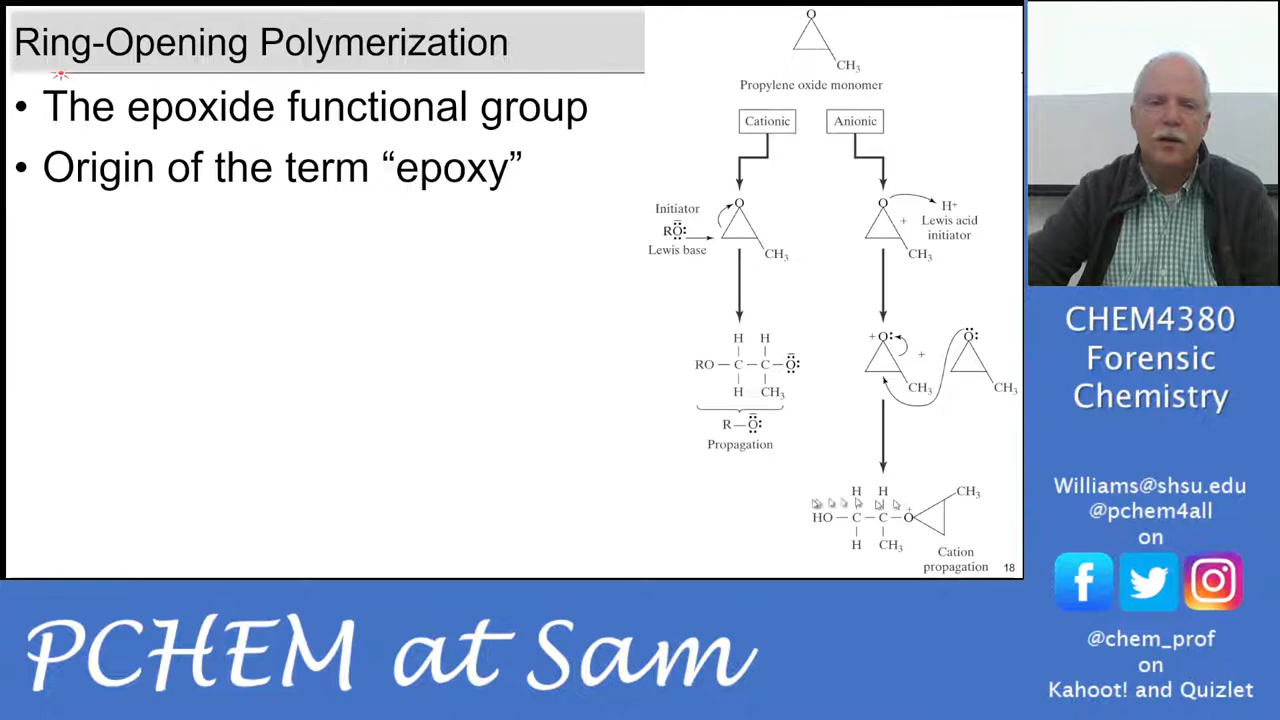 Ring-Opening Polymerization
• The epoxide functional group
• Origin of the term “epoxy”
O
CH3
Propylene oxide monomer
Cationic
Anionic
Initiator
RO:
Lewis base
O
CH3
O
+
H+
Lewis acid
initiator
CH3
H H
RO — C — C — O:
H CH3
R — O:
Propagation
+O:
+
O:
CH3
CH3
H H
HO — C — C — O
+
H CH3
CH3
Cation
propagation
18
CHEM4380
Forensic
Chemistry
Williams@shsu.edu
@pchem4all
on
@chem_prof
on
Kahoot! and Quizlet
PCHEM at Sam